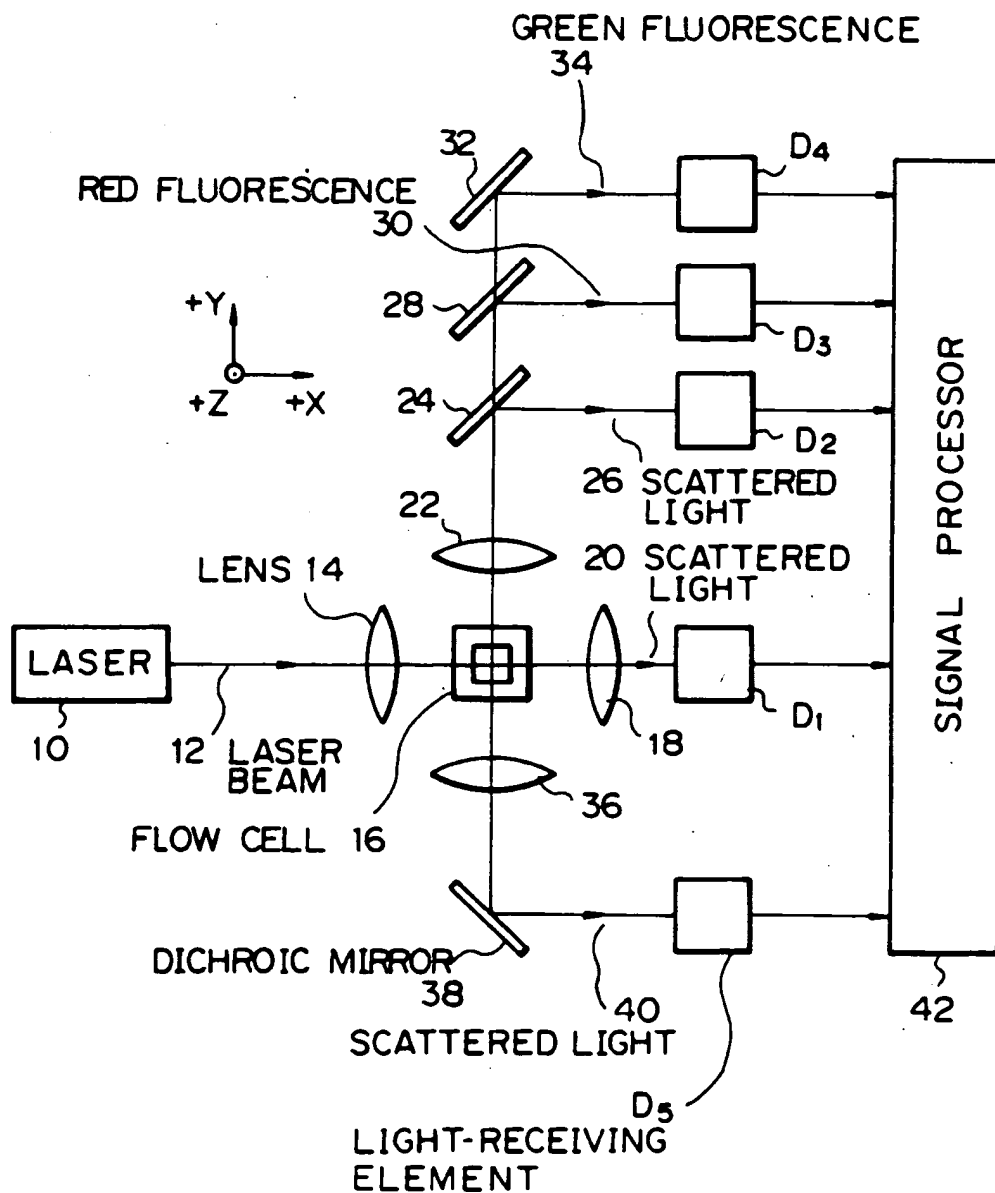 GREEN FLUORESCENCE
34
32
D4
RED FLUORESCENCE
30
28
D3
+Y
+Z
+X
24
D2
26 SCATTERED
LIGHT
22
20 SCATTERED
LIGHT
LENS 14
LASER
10
12 LASER
BEAM
18
D1
36
FLOW CELL 16
SIGNAL PROCESSOR
DICHROIC MIRROR
38
40
42
SCATTERED LIGHT
D5
LIGHT-RECEIVING
ELEMENT